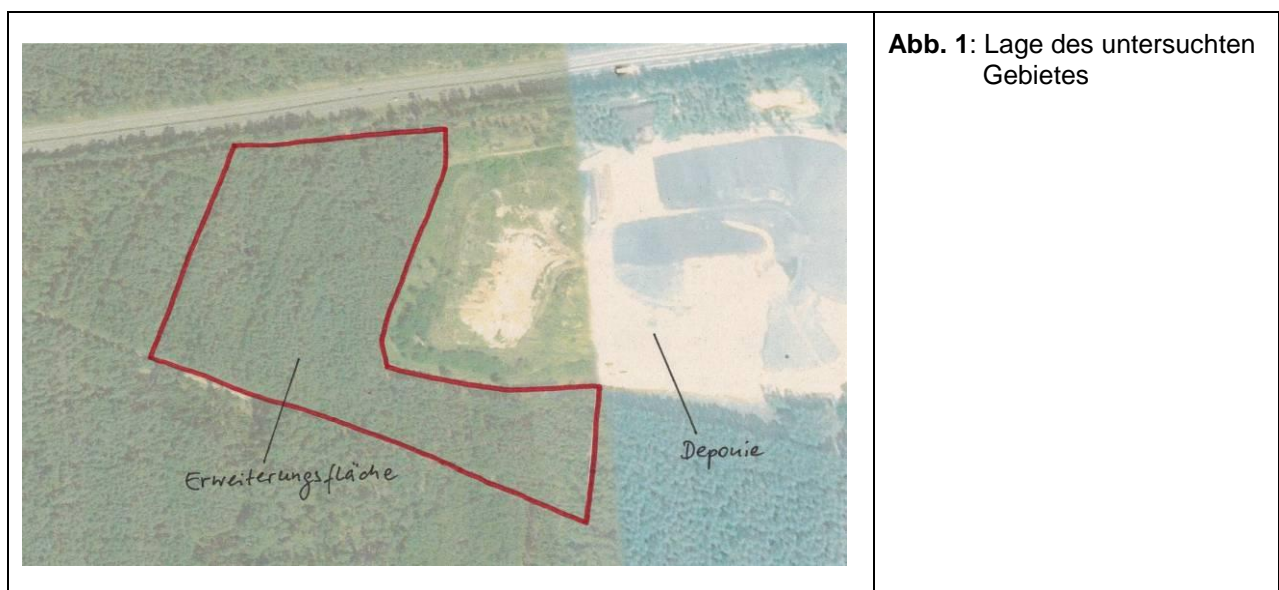 Abb. 1: Lage des untersuchten
Gebietes
Erweiterungsfläche
Deponie